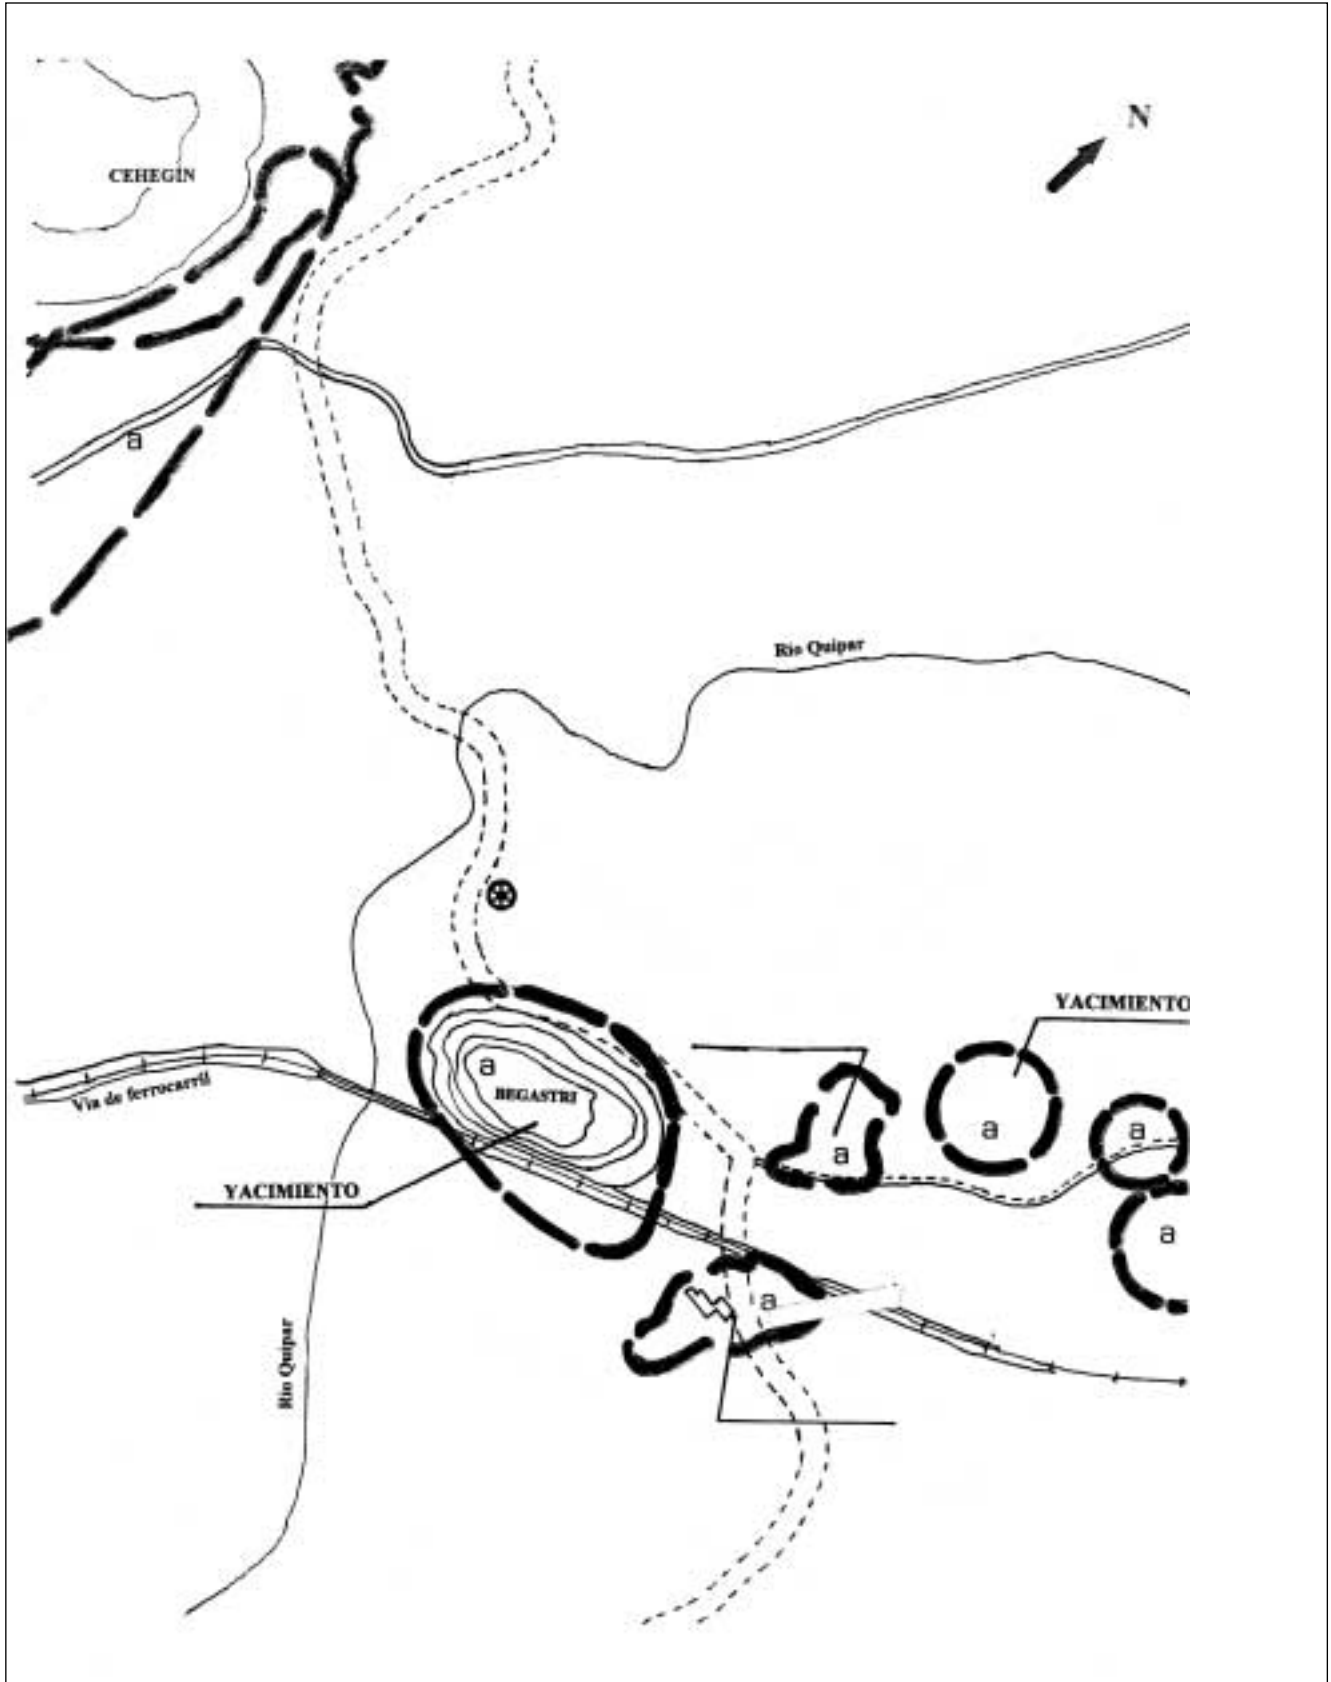 N
CEHEGIN
a
Rio Quipar
YACIMIENTO
a
BEGASTRI
Via de ferrocarril
a
a
a
YACIMIENTO
a
a
Rio Quipar